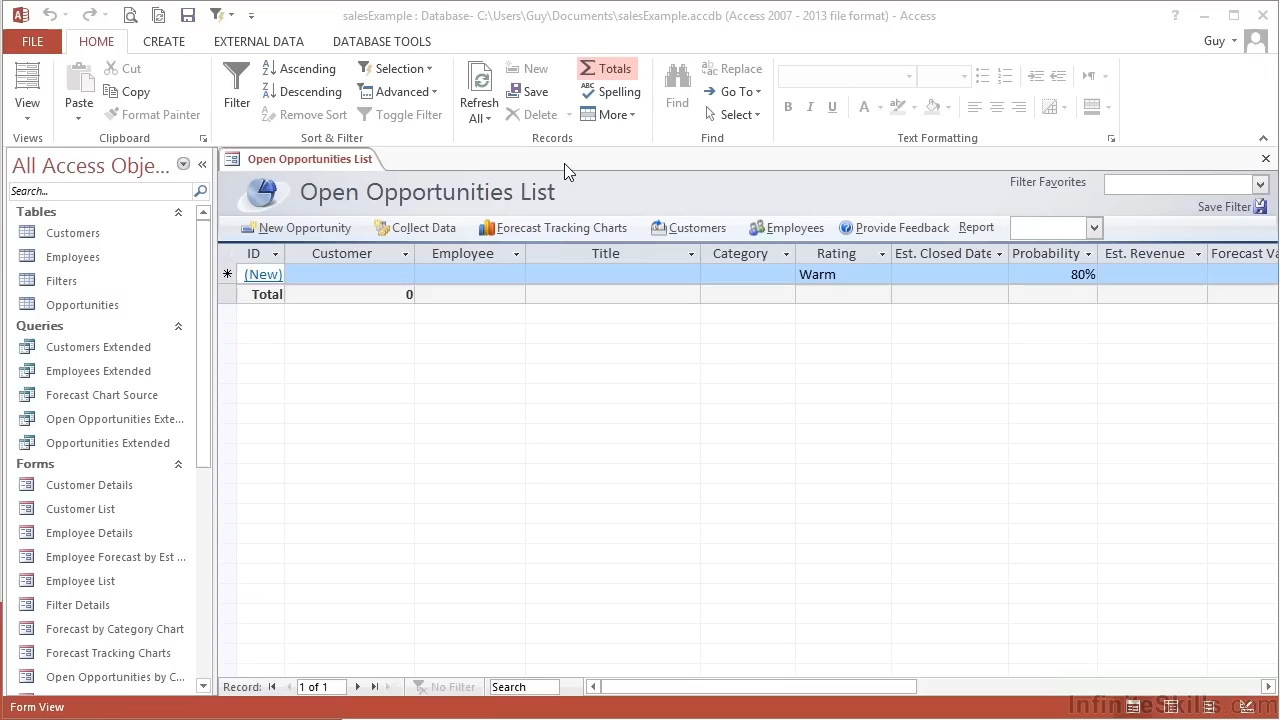 salesExample : Database- C:\Users\Guy\Documents\salesExample.accdb (Access 2007 - 2013 file format) - Access
FILE HOME CREATE EXTERNAL DATA DATABASE TOOLS Guy
View
Views
Paste
Cut
Copy
Format Painter
Clipboard
Filter
Ascending
Descending
Remove Sort
Selection
Advanced
Toggle Filter
Sort & Filter
Refresh
All
New
Save
Delete
Totals
Spelling
More
Records
Find
Replace
Go To
Select
Find
B I U A
Text Formatting
All Access Obje...
Search...
Tables
Customers
Employees
Filters
Opportunities
Queries
Customers Extended
Employees Extended
Forecast Chart Source
Open Opportunities Exte...
Opportunities Extended
Forms
Customer Details
Customer List
Employee Details
Employee Forecast by Est ...
Employee List
Filter Details
Forecast by Category Chart
Forecast Tracking Charts
Open Opportunities by C...
Open Opportunities List
Open Opportunities List
Filter Favorites
Save Filter
New Opportunity Collect Data Forecast Tracking Charts Customers Employees Provide Feedback Report
ID Customer Employee Title Category Rating Est. Closed Date Probability Est. Revenue Forecast Va
(New) Warm 80%
Total 0
Record: 1 of 1 No Filter Search
Form View
InfiniteSkills.com